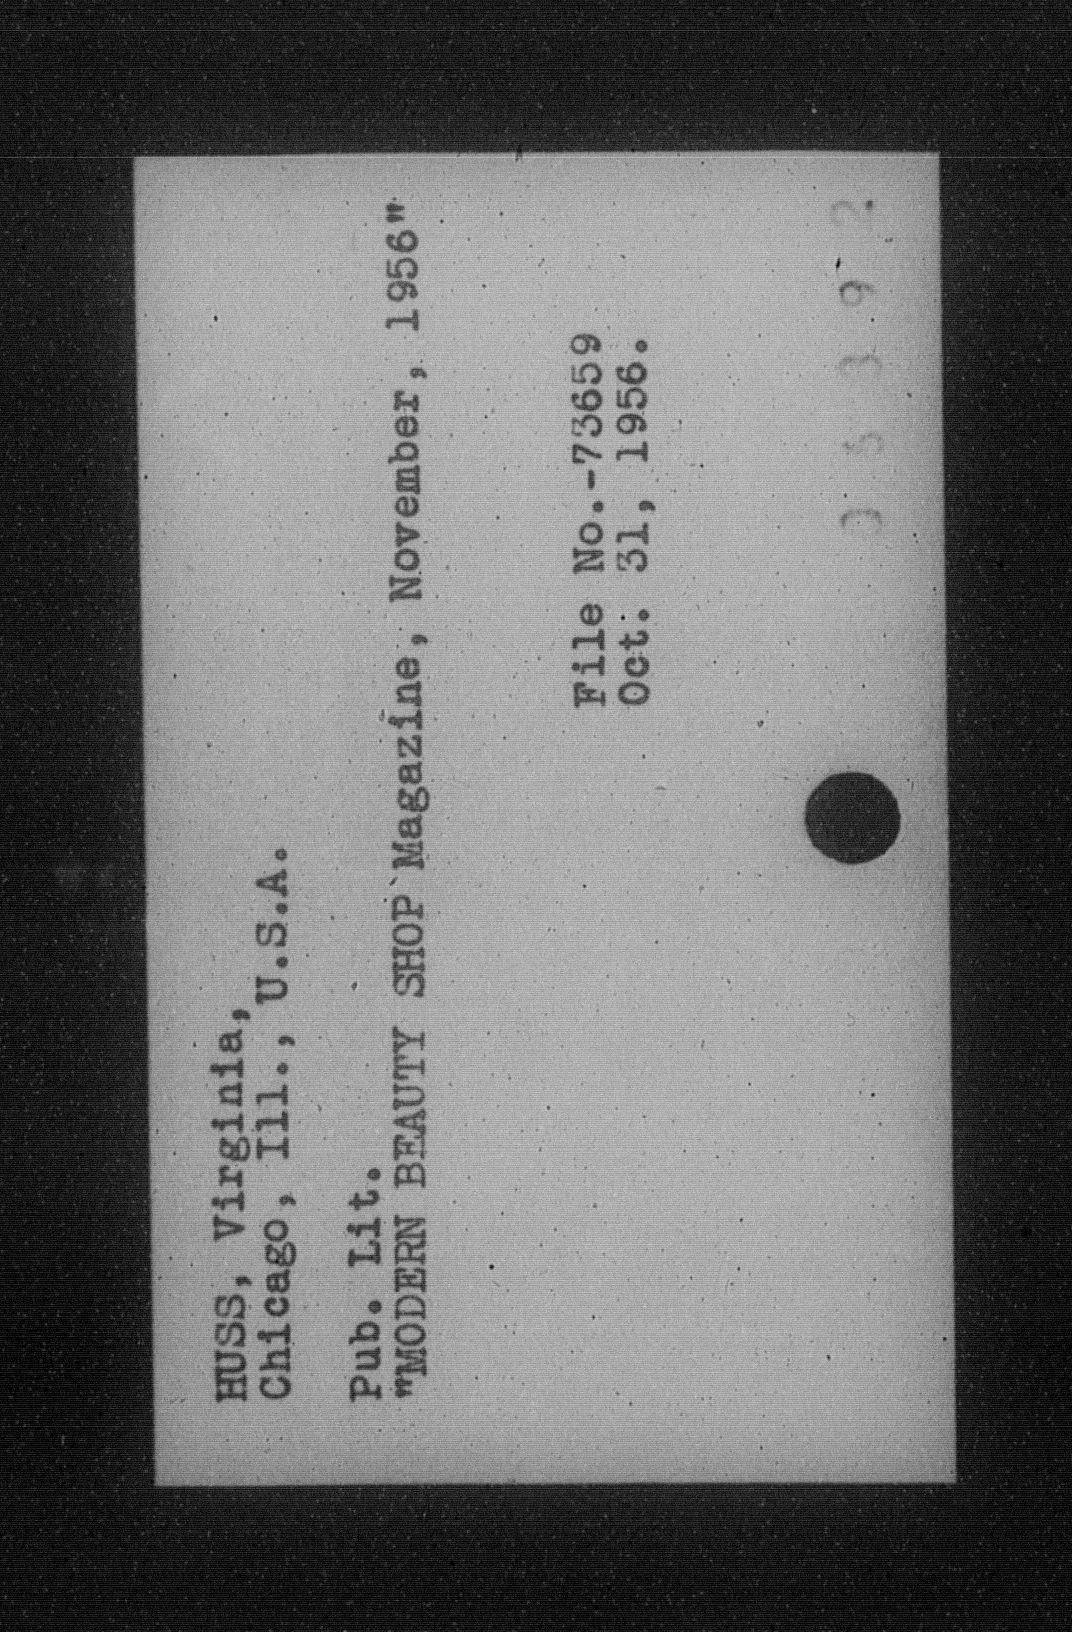 HUSS, Virginia,
Chicago, Ill., U.S.A.
Pub. Lit.
"MODERN BEAUTY SHOP Magazine, November, 1956"
File No.-73659
Oct. 31, 1956.